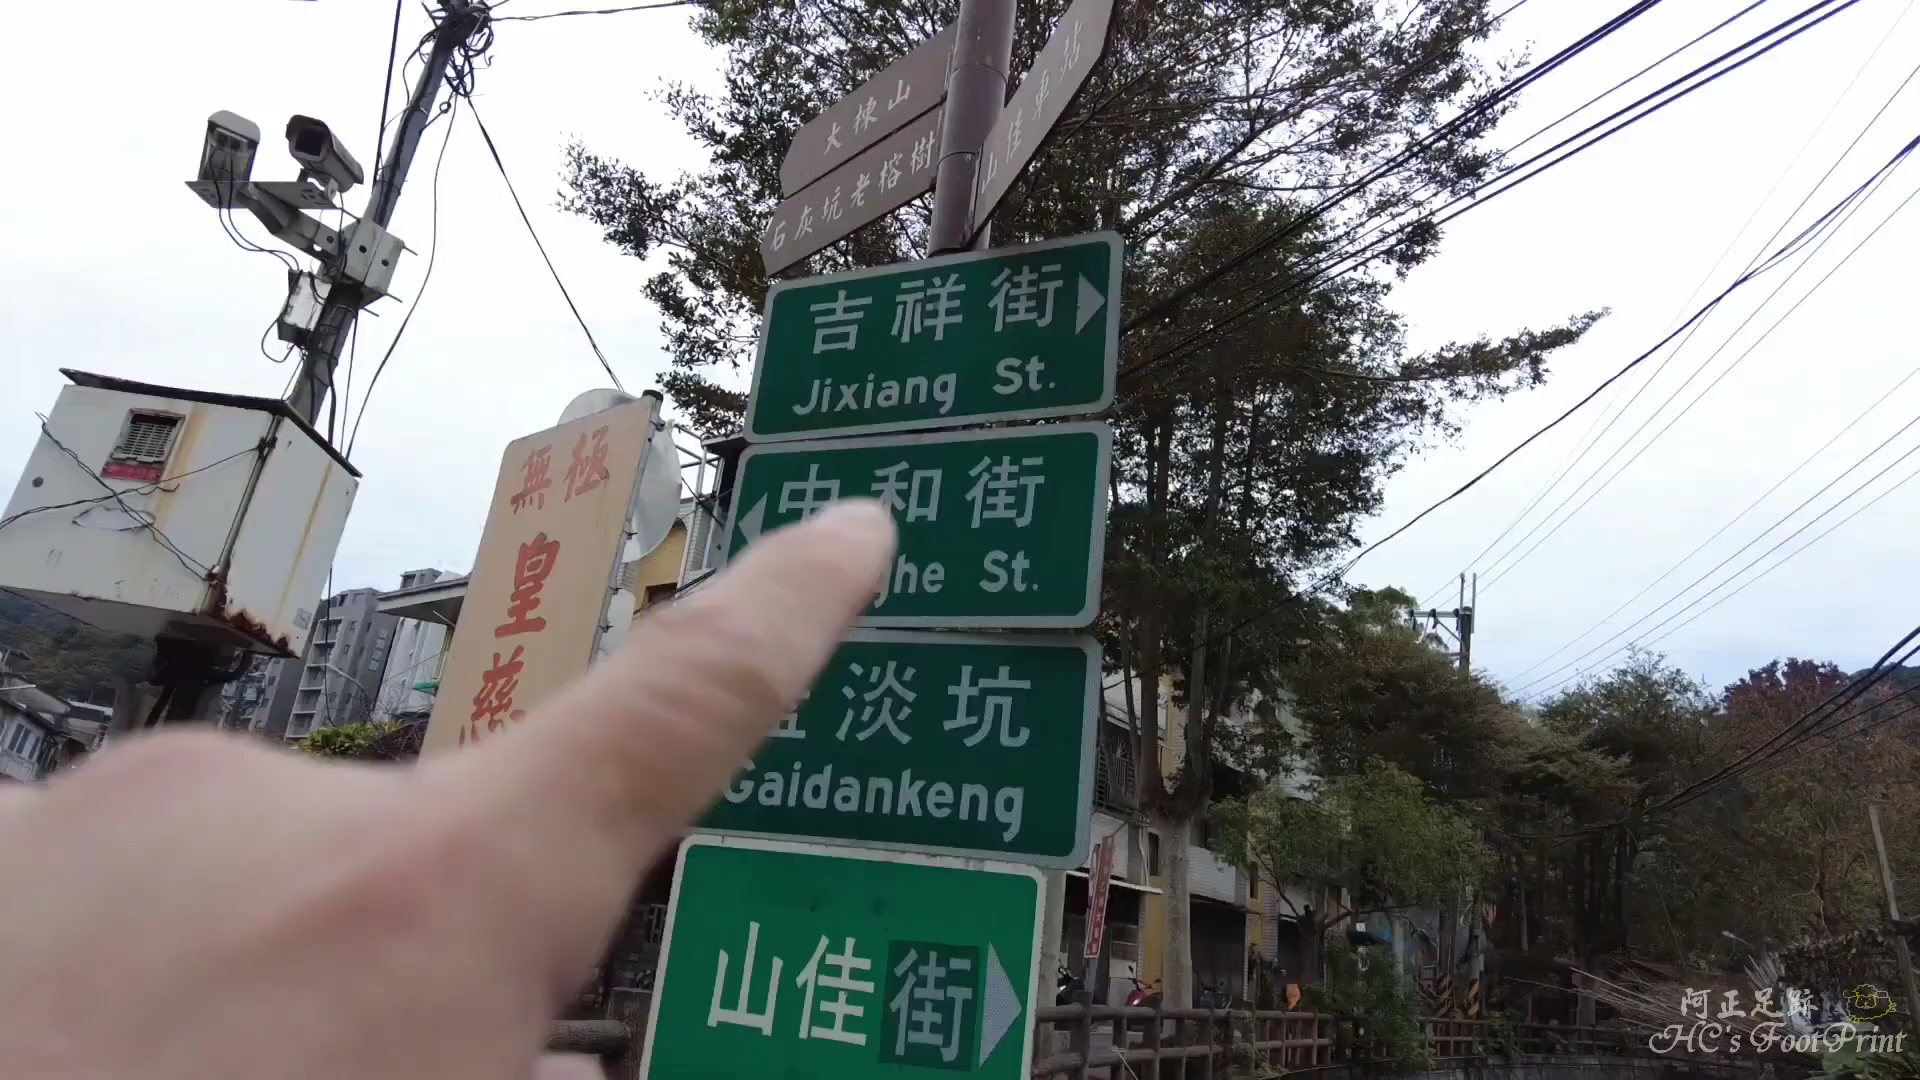 大棟山
石灰坑老榕樹
山佳車站
吉祥街
Jixiang St.
中和街
St.
淡坑
Gaidankeng
山佳街
無極
皇
慈
阿正足跡
HC's FootPrint